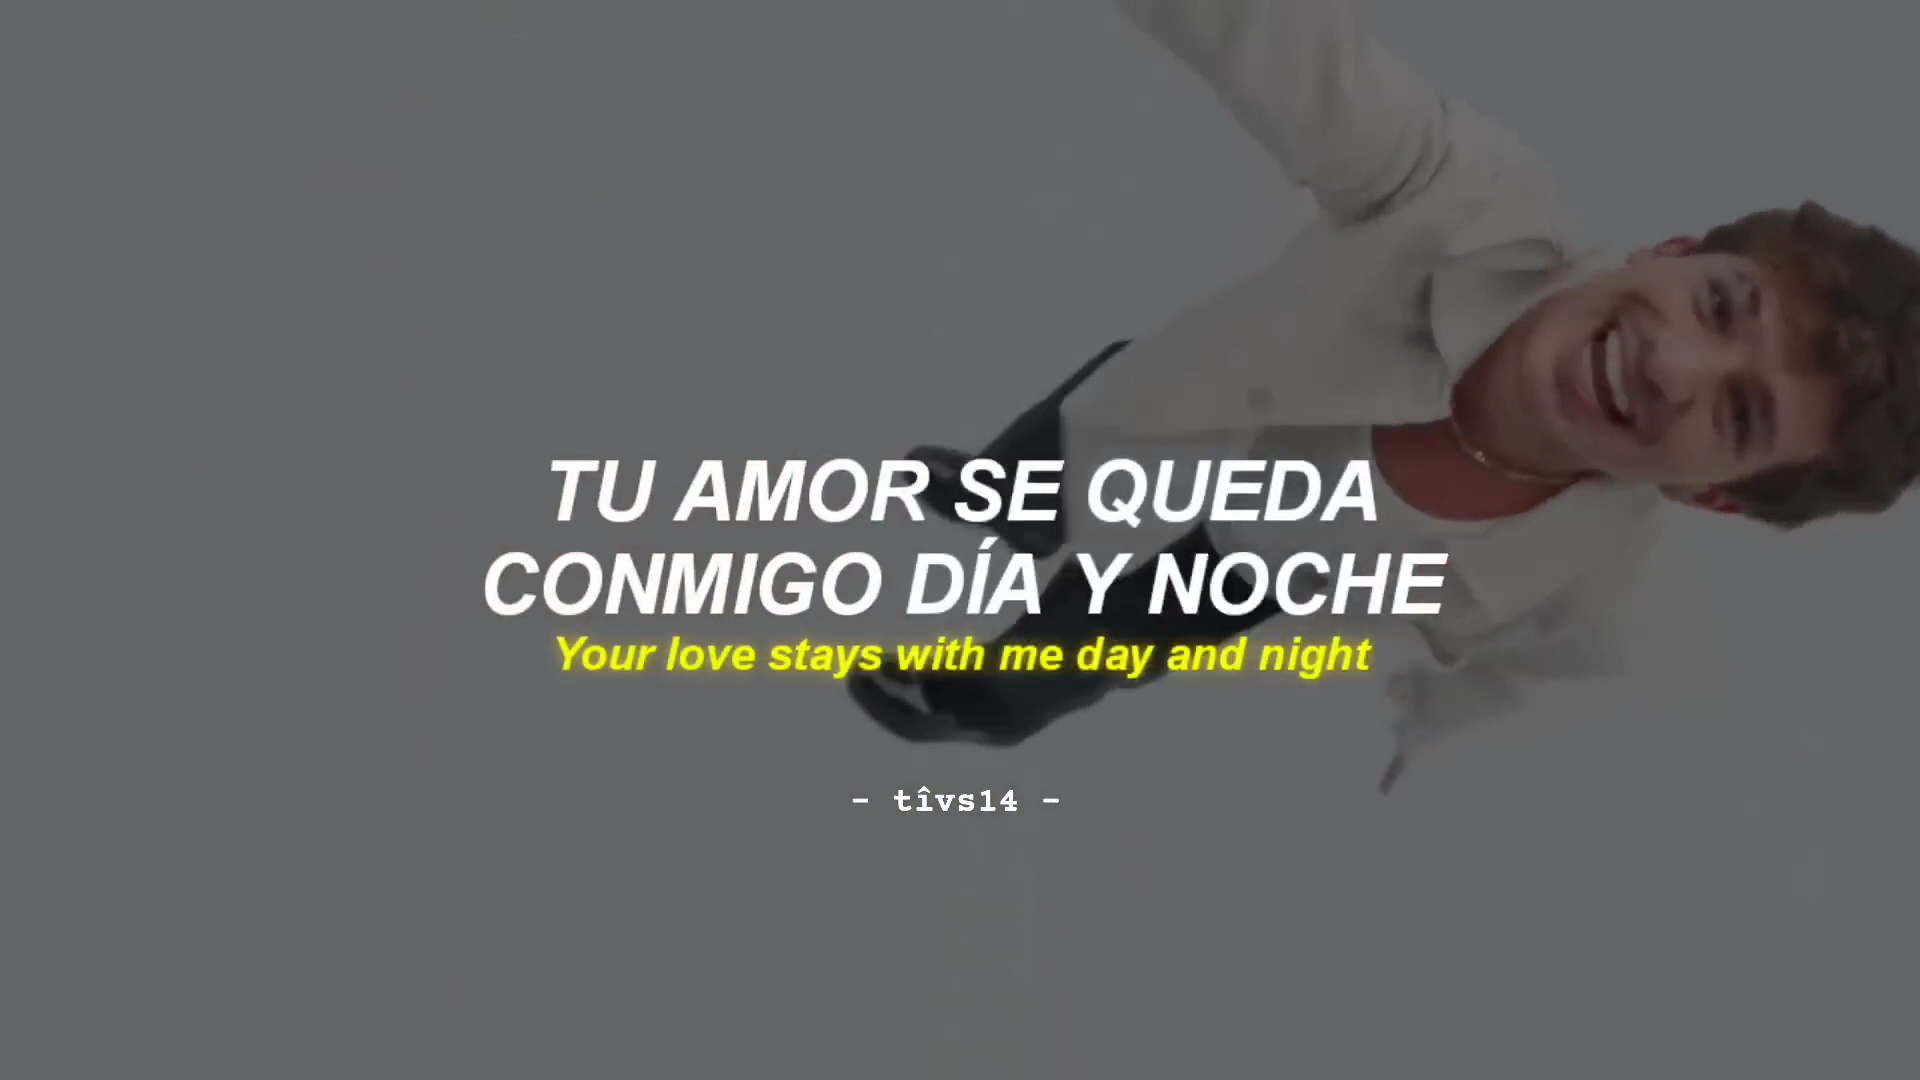 TU AMOR SE QUEDA
CONMIGO DÍA Y NOCHE
Your love stays with me day and night
- tîvs14 -